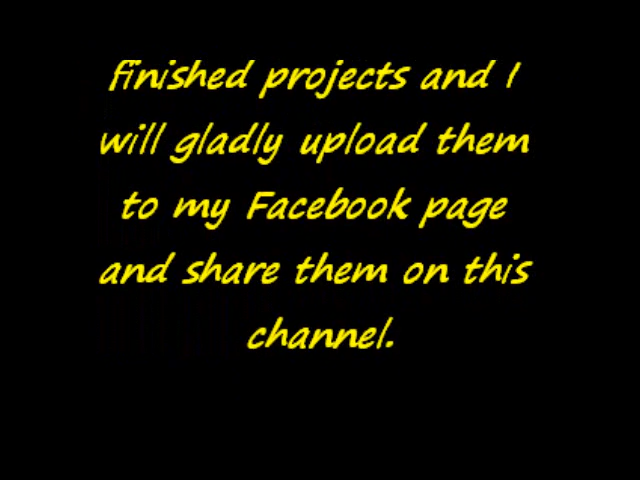 finished projects and I
will gladly upload them
to my Facebook page
and share them on this
channel.